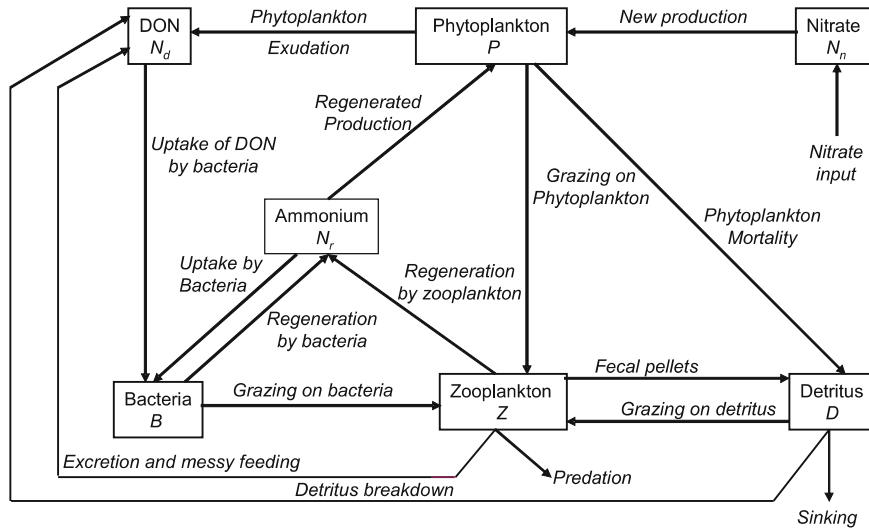 DON
N_d
Phytoplankton
Exudation
Phytoplankton
P
New production
Nitrate
N_n
Nitrate
input
Regenerated
Production
Uptake of DON
by bacteria
Grazing on
Phytoplankton
Phytoplankton
Mortality
Ammonium
N_r
Uptake by
Bacteria
Regeneration
by zooplankton
Regeneration
by bacteria
Bacteria
B
Grazing on bacteria
Zooplankton
Z
Fecal pellets
Grazing on detritus
Detritus
D
Excretion and messy feeding
Predation
Detritus breakdown
Sinking